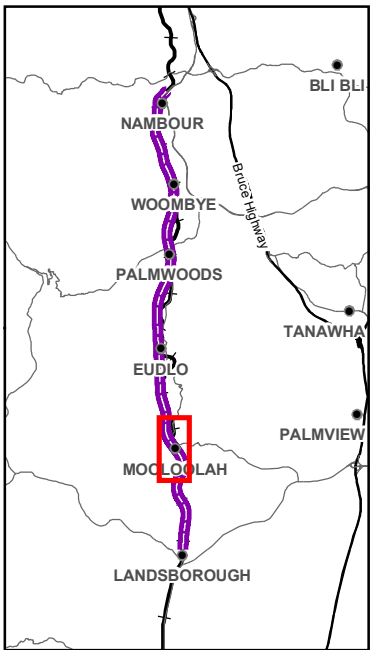 BLI BLI
NAMBOUR
Bruce Highway
WOOMBYE
PALMWOODS
TANAWHA
EUDLO
PALMVIEW
MOOLOOLAH
LANDSBOROUGH